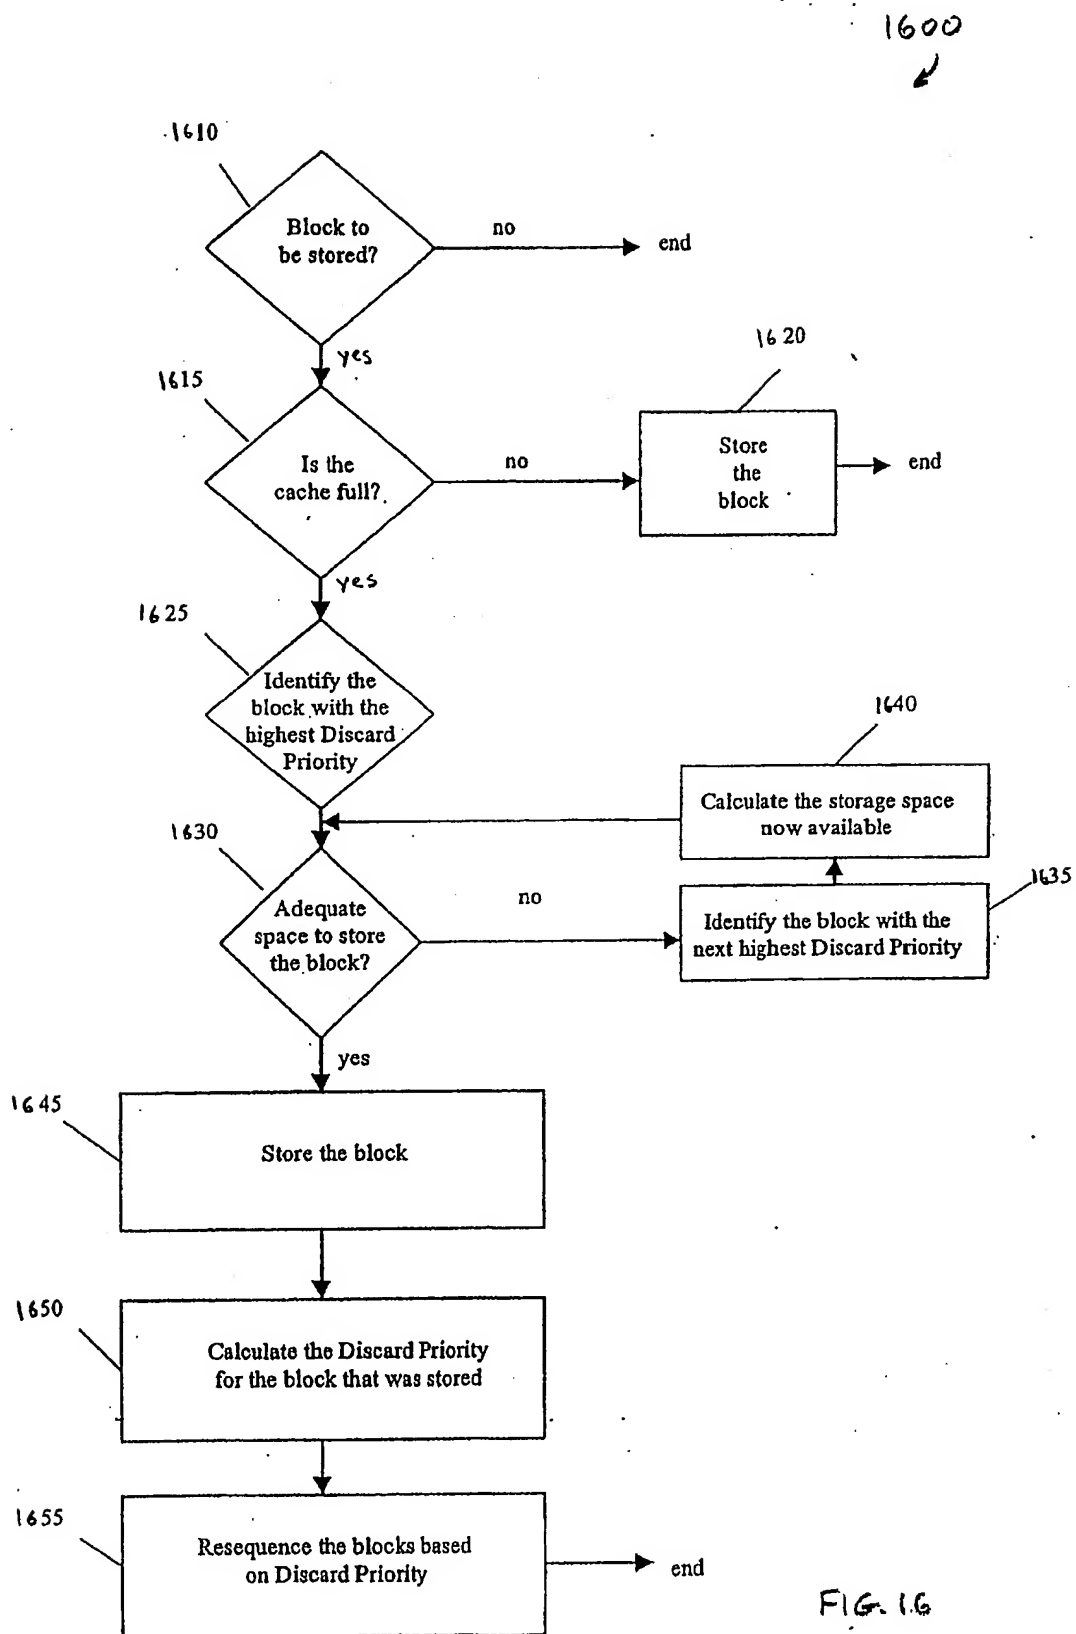 1600
1610
Block to
be stored?
no
end
yes
1615
Is the
cache full?
no
1620
Store
the
block
end
yes
1625
Identify the
block with the
highest Discard
Priority
1640
Calculate the storage space
now available
1630
Adequate
space to store
the block?
no
1635
Identify the block with the
next highest Discard Priority
yes
1645
Store the block
1650
Calculate the Discard Priority
for the block that was stored
1655
Resequence the blocks based
on Discard Priority
end
FIG. 16